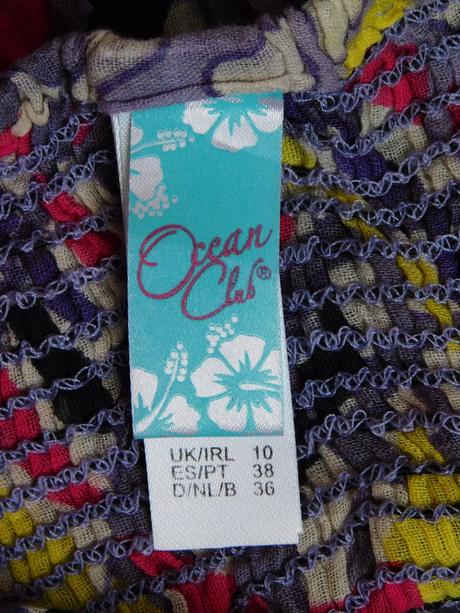 Ocean
Club®
UK/IRL 10
ES/PT 38
D/NL/B 36